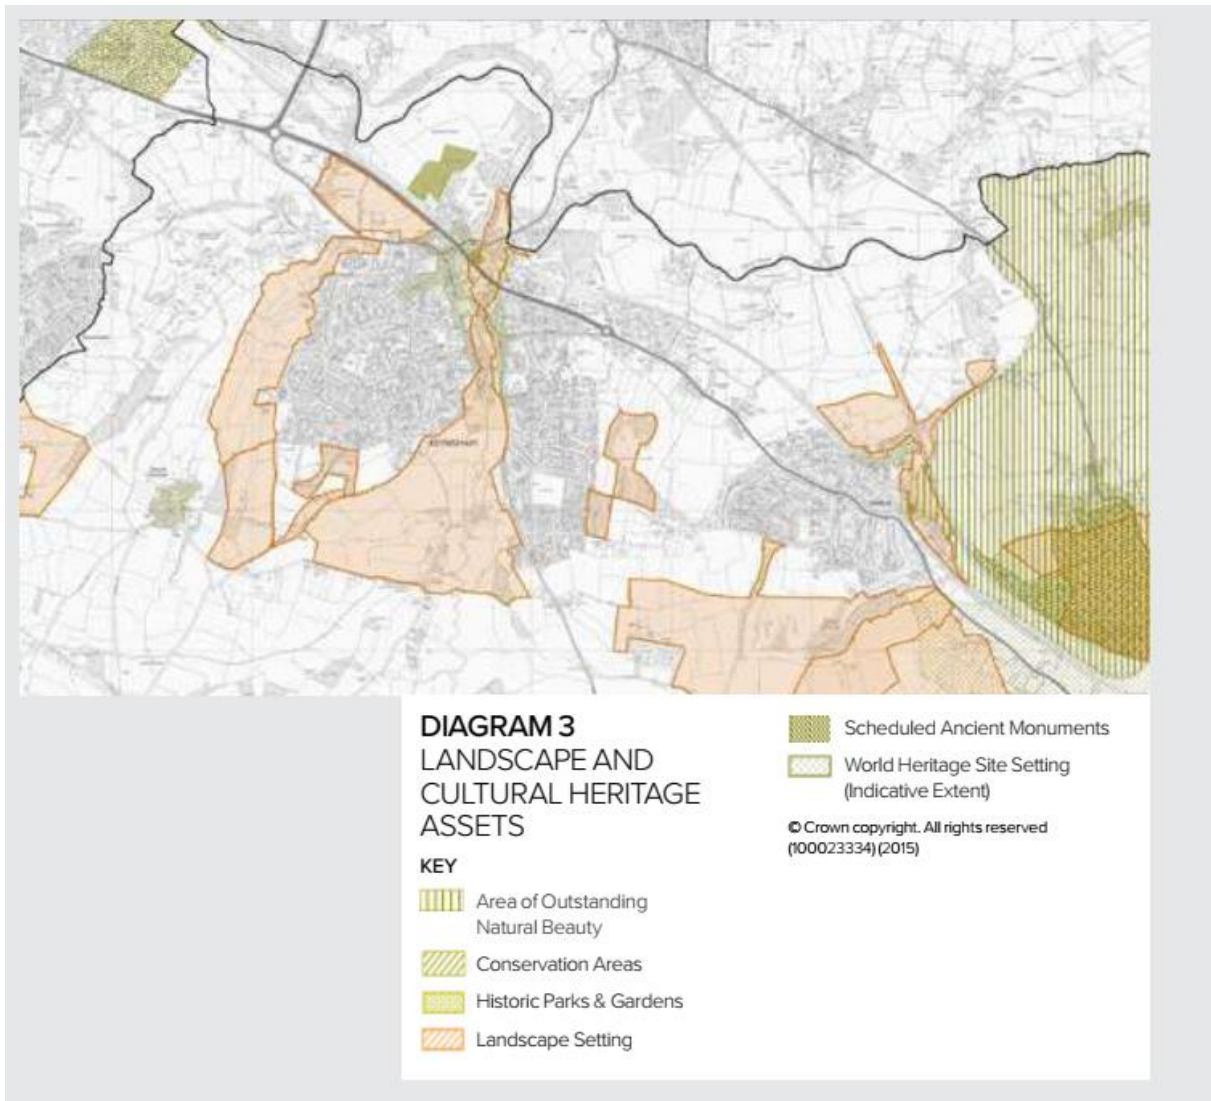 KEYNSHAM
DIAGRAM 3
LANDSCAPE AND
CULTURAL HERITAGE
ASSETS
KEY
Area of Outstanding
Natural Beauty
Conservation Areas
Historic Parks & Gardens
Landscape Setting
Scheduled Ancient Monuments
World Heritage Site Setting
(Indicative Extent)
© Crown copyright. All rights reserved
(100023334) (2015)